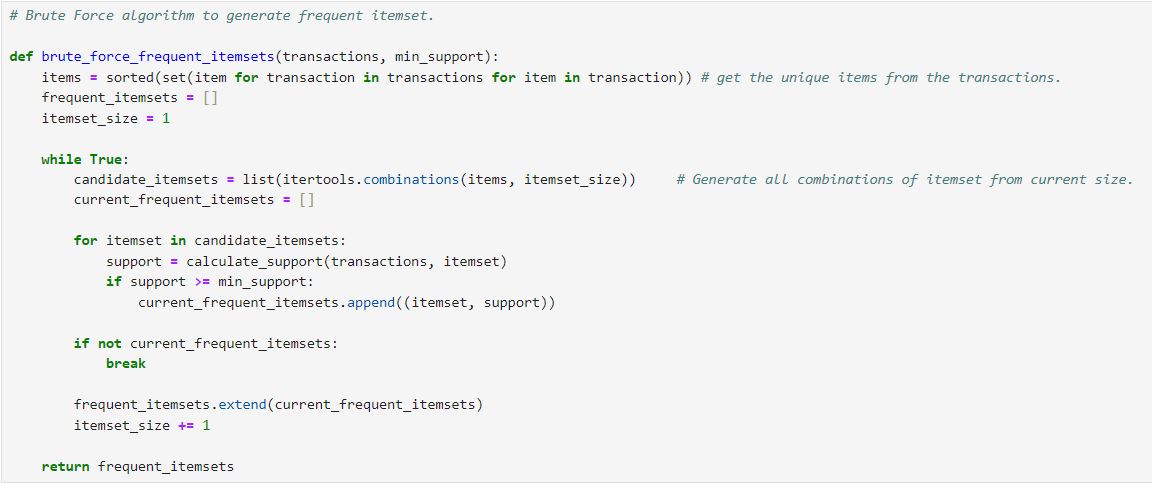 # Brute Force algorithm to generate frequent itemset.
def brute_force_frequent_itemsets(transactions, min_support):
    items = sorted(set(item for transaction in transactions for item in transaction)) # get the unique items from the transactions.
    frequent_itemsets = []
    itemset_size = 1
    while True:
        candidate_itemsets = list(itertools.combinations(items, itemset_size))     # Generate all combinations of itemset from current size.
        current_frequent_itemsets = []
        for itemset in candidate_itemsets:
            support = calculate_support(transactions, itemset)
            if support >= min_support:
                current_frequent_itemsets.append((itemset, support))
        if not current_frequent_itemsets:
            break
        frequent_itemsets.extend(current_frequent_itemsets)
        itemset_size += 1
    return frequent_itemsets